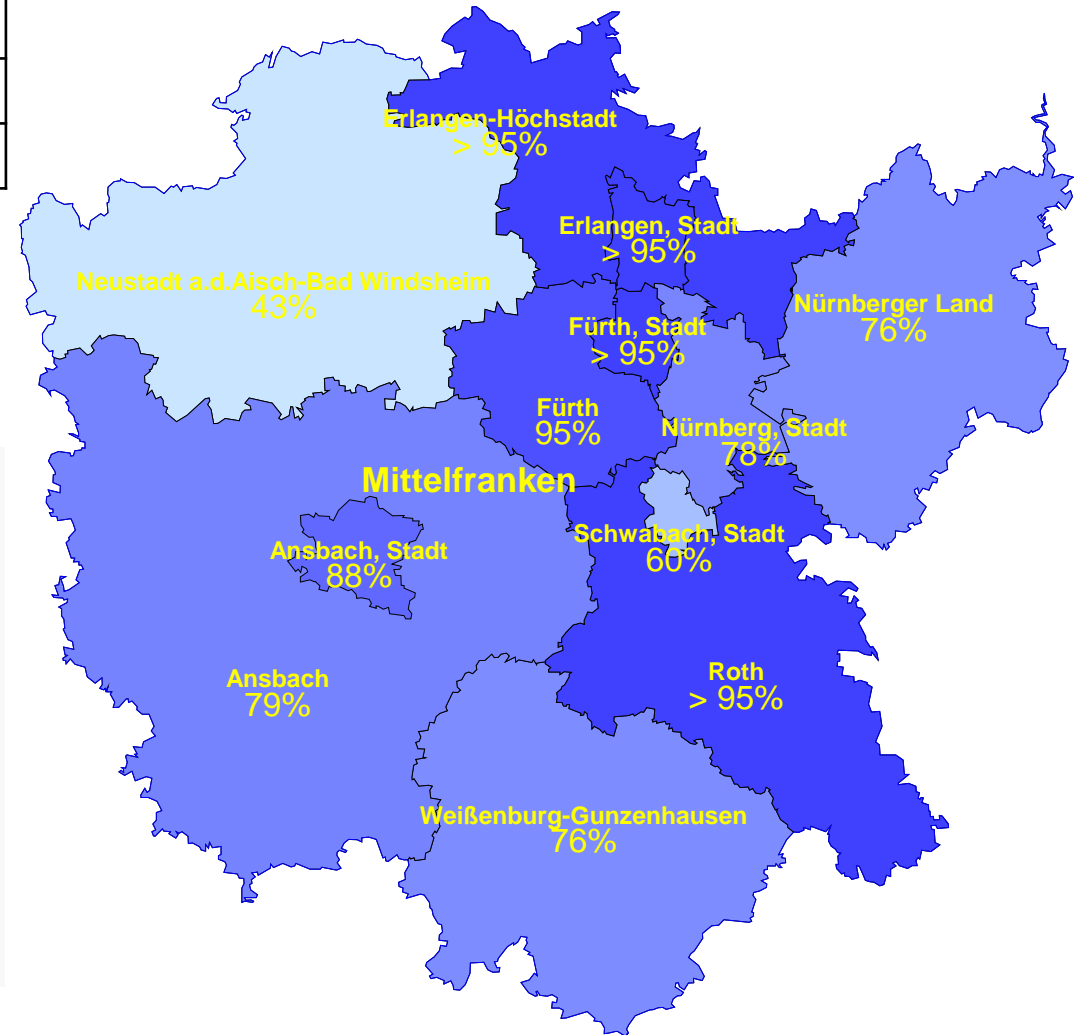 Erlangen-Höchstadt
> 95%
Erlangen, Stadt
> 95%
Neustadt a.d.Aisch-Bad Windsheim
43%
Nürnberger Land
76%
Fürth, Stadt
> 95%
Fürth
95%
Nürnberg, Stadt
78%
Mittelfranken
Schwabach, Stadt
60%
Ansbach, Stadt
88%
Roth
> 95%
Ansbach
79%
Weißenburg-Gunzenhausen
76%